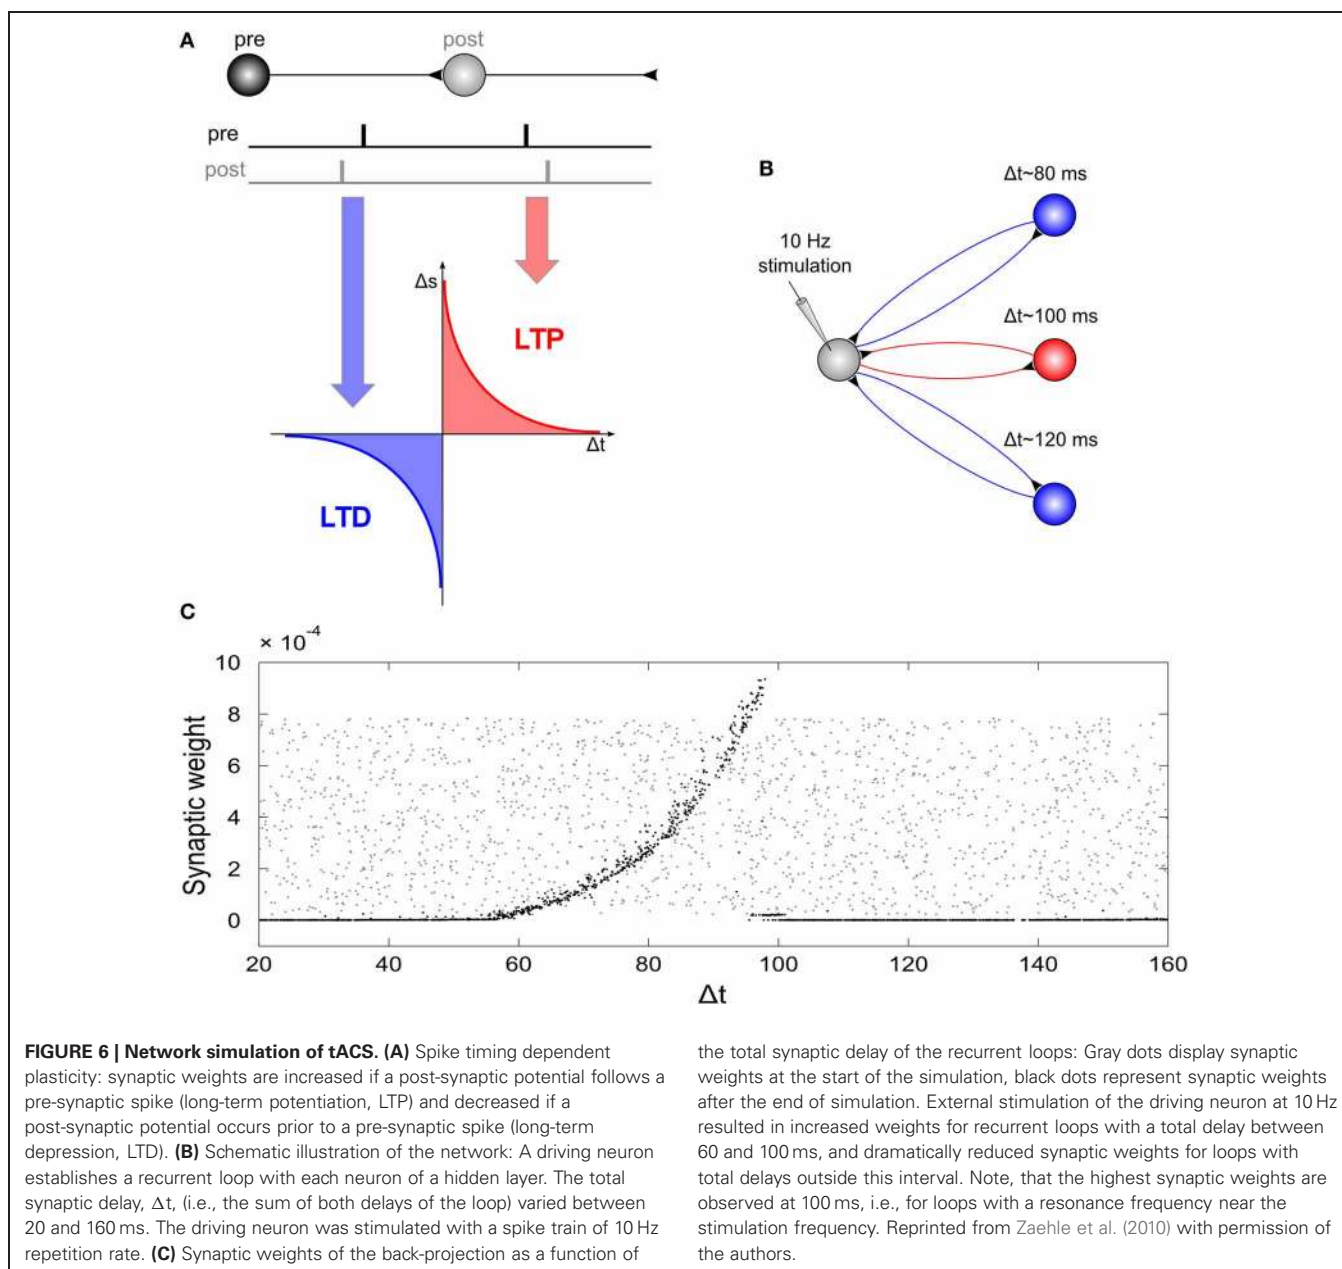 A
pre
post
pre
post
Δs
LTP
Δt
LTD
B
Δt~80 ms
10 Hz
stimulation
Δt~100 ms
Δt~120 ms
C
× 10⁻⁴
10
8
6
4
2
0
Synaptic weight
20 40 60 80 100 120 140 160
Δt
FIGURE 6 | Network simulation of tACS. (A) Spike timing dependent
plasticity: synaptic weights are increased if a post-synaptic potential follows a
pre-synaptic spike (long-term potentiation, LTP) and decreased if a
post-synaptic potential occurs prior to a pre-synaptic spike (long-term
depression, LTD). (B) Schematic illustration of the network: A driving neuron
establishes a recurrent loop with each neuron of a hidden layer. The total
synaptic delay, Δt, (i.e., the sum of both delays of the loop) varied between
20 and 160 ms. The driving neuron was stimulated with a spike train of 10 Hz
repetition rate. (C) Synaptic weights of the back-projection as a function of
the total synaptic delay of the recurrent loops: Gray dots display synaptic
weights at the start of the simulation, black dots represent synaptic weights
after the end of simulation. External stimulation of the driving neuron at 10 Hz
resulted in increased weights for recurrent loops with a total delay between
60 and 100 ms, and dramatically reduced synaptic weights for loops with
total delays outside this interval. Note, that the highest synaptic weights are
observed at 100 ms, i.e., for loops with a resonance frequency near the
stimulation frequency. Reprinted from Zaehle et al. (2010) with permission of
the authors.